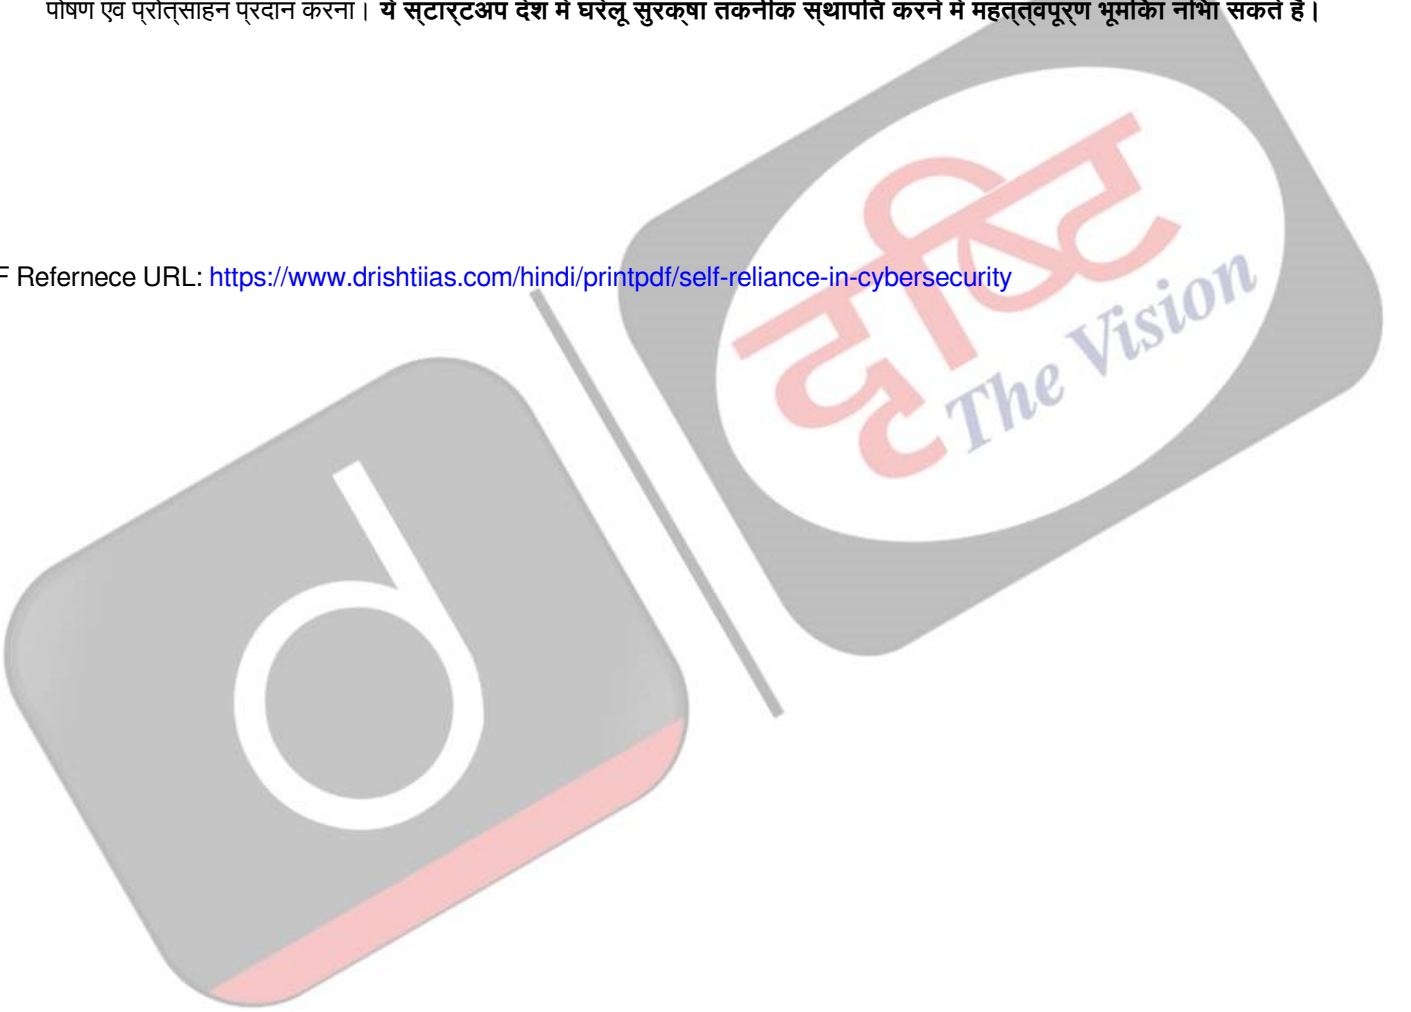 पोषण एवं प्रोत्साहन प्रदान करना। ये स्टार्टअप देश में घरेलू सुरक्षा तकनीक स्थापित करने में महत्त्वपूर्ण भूमिका निभा सकते हैं।
F Refernece URL: https://www.drishtiias.com/hindi/printpdf/self-reliance-in-cybersecurity
दृष्टि
The Vision
d